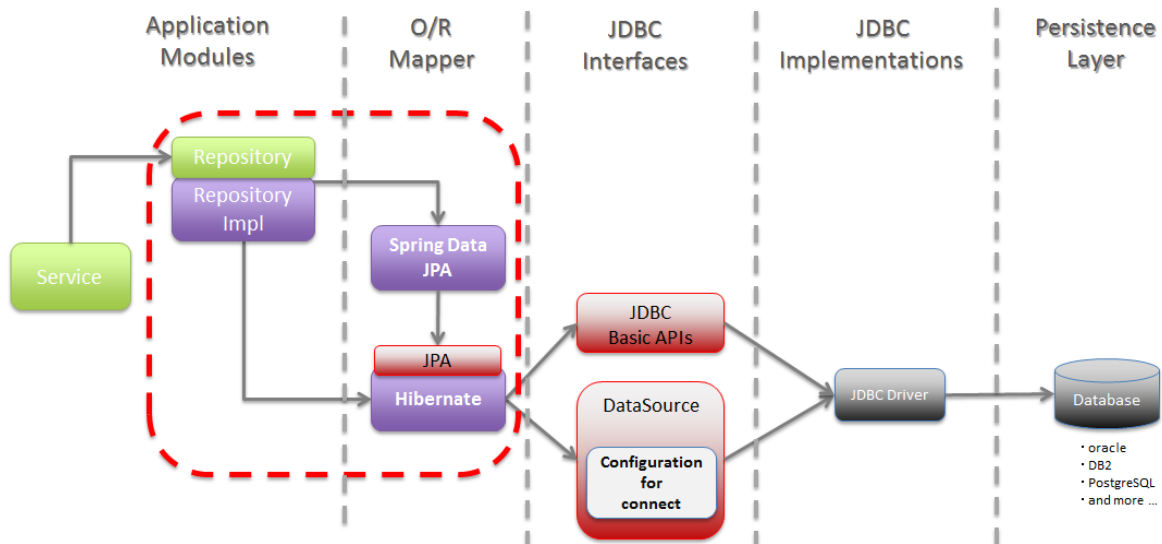 Application
Modules
O/R
Mapper
JDBC
Interfaces
JDBC
Implementations
Persistence
Layer
Repository
Repository
Impl
Service
Spring Data
JPA
JPA
Hibernate
JDBC
Basic APIs
DataSource
Configuration
for
connect
JDBC Driver
Database
・oracle
・DB2
・PostgreSQL
・and more ...